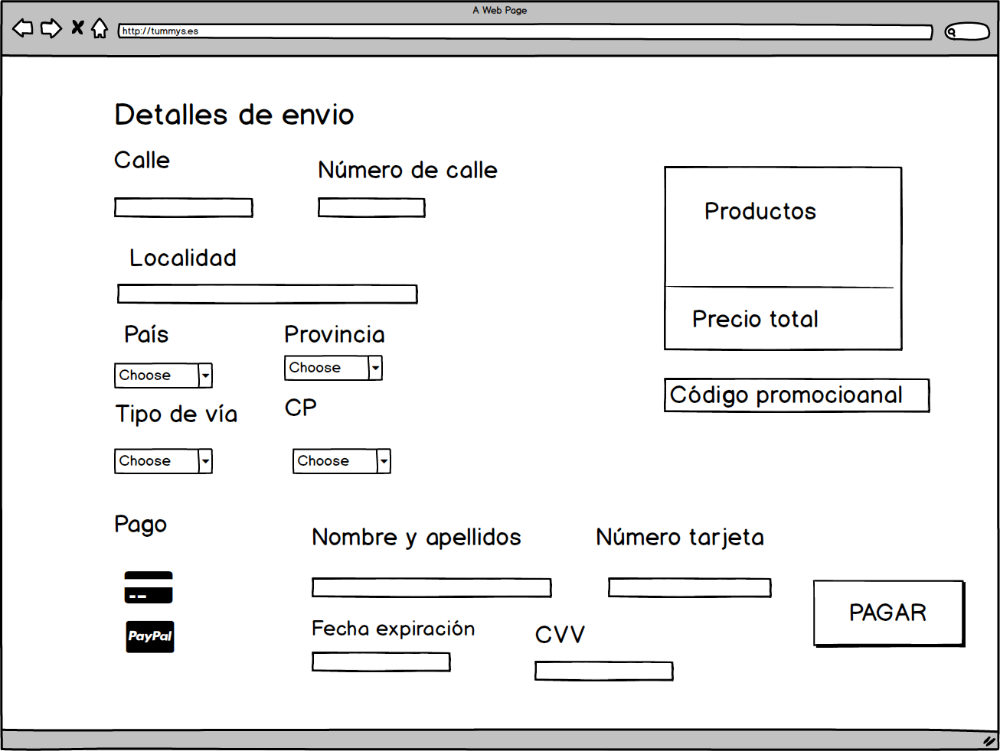 A Web Page
http://tummys.es
Detalles de envio
Calle
Número de calle
Localidad
País
Provincia
Choose
Choose
Tipo de vía
CP
Choose
Choose
Productos
Precio total
Código promocioanal
Pago
PayPal
Nombre y apellidos
Número tarjeta
Fecha expiración
CVV
PAGAR